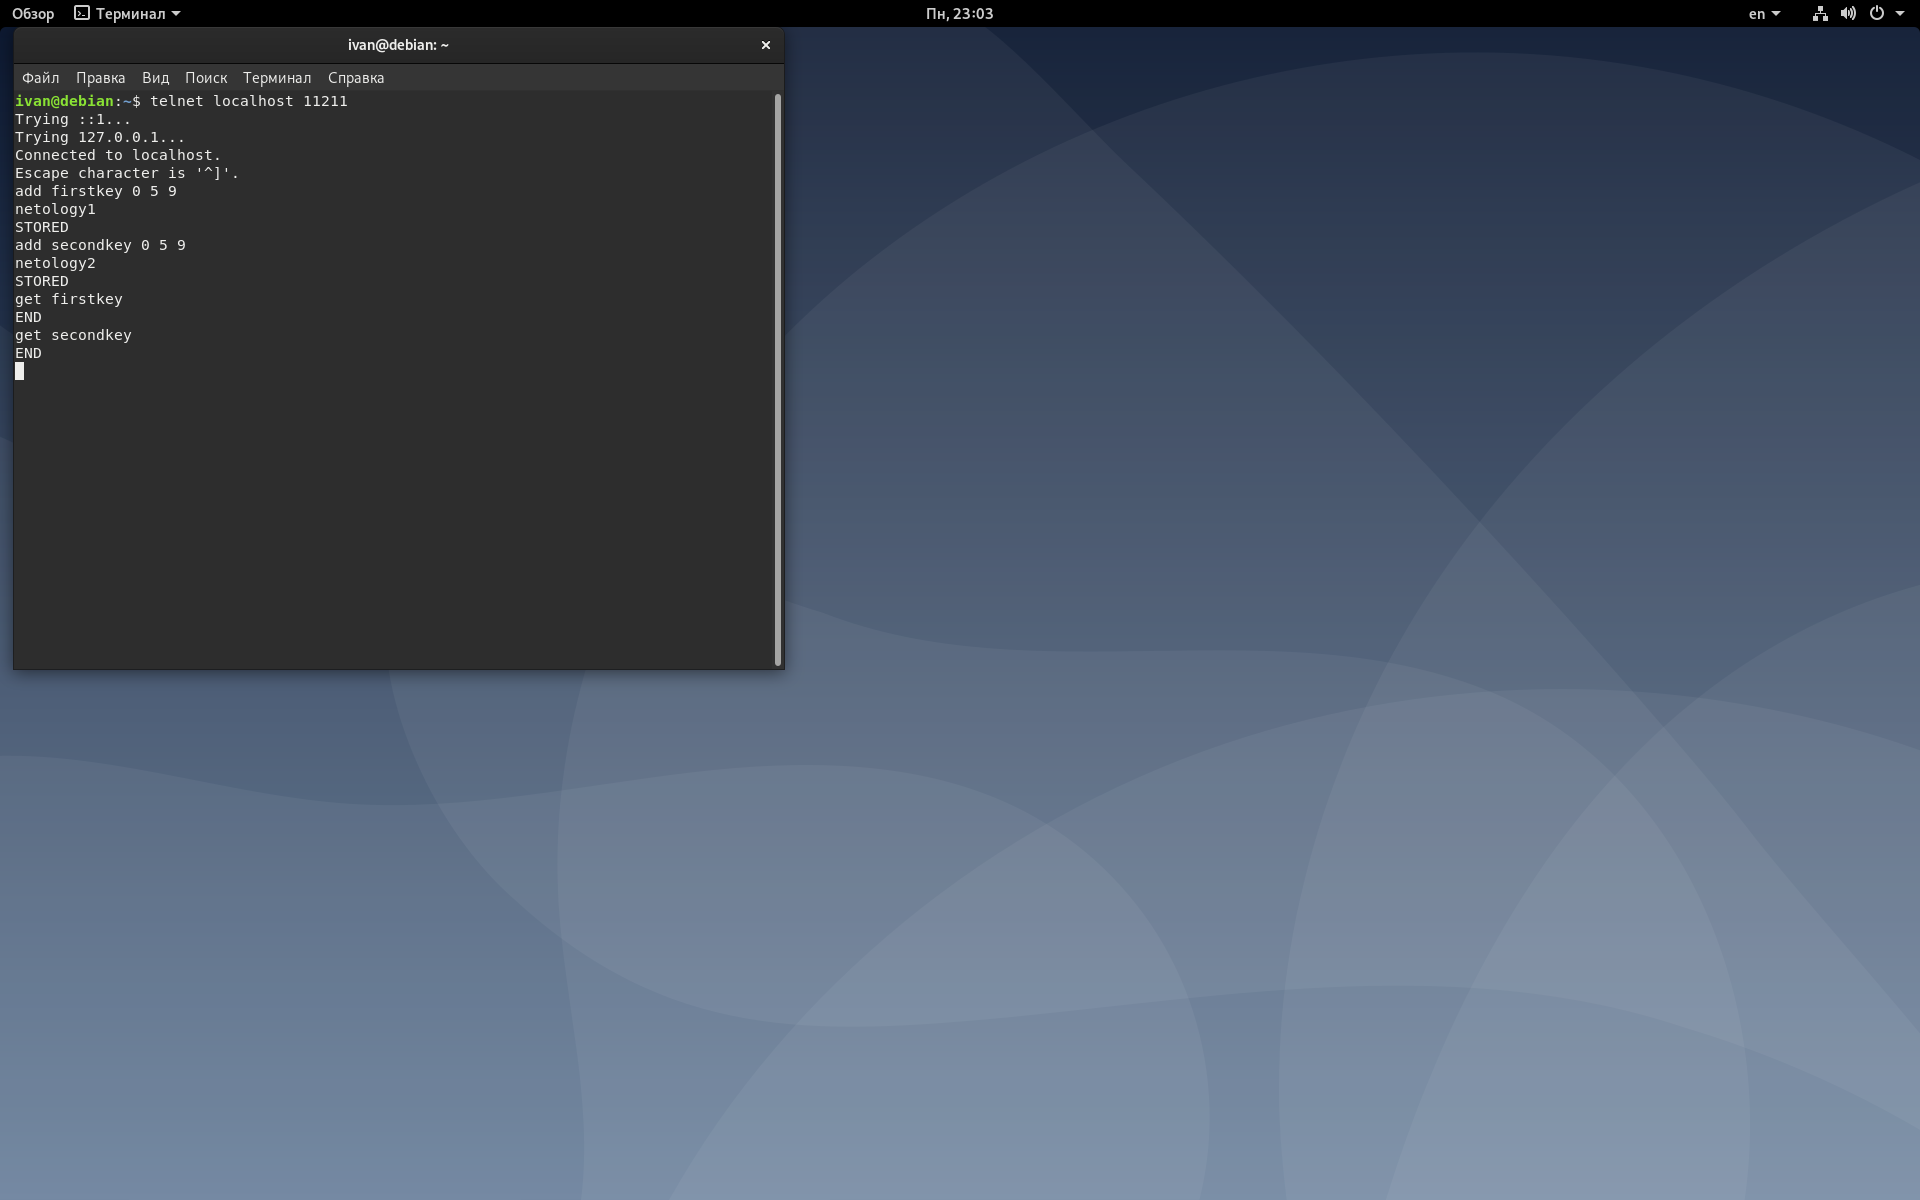 Обзор Терминал Пн, 23:03 en
ivan@debian: ~ ×
Файл Правка Вид Поиск Терминал Справка
ivan@debian:~$ telnet localhost 11211
Trying ::1...
Trying 127.0.0.1...
Connected to localhost.
Escape character is '^]'.
add firstkey 0 5 9
netology1
STORED
add secondkey 0 5 9
netology2
STORED
get firstkey
END
get secondkey
END